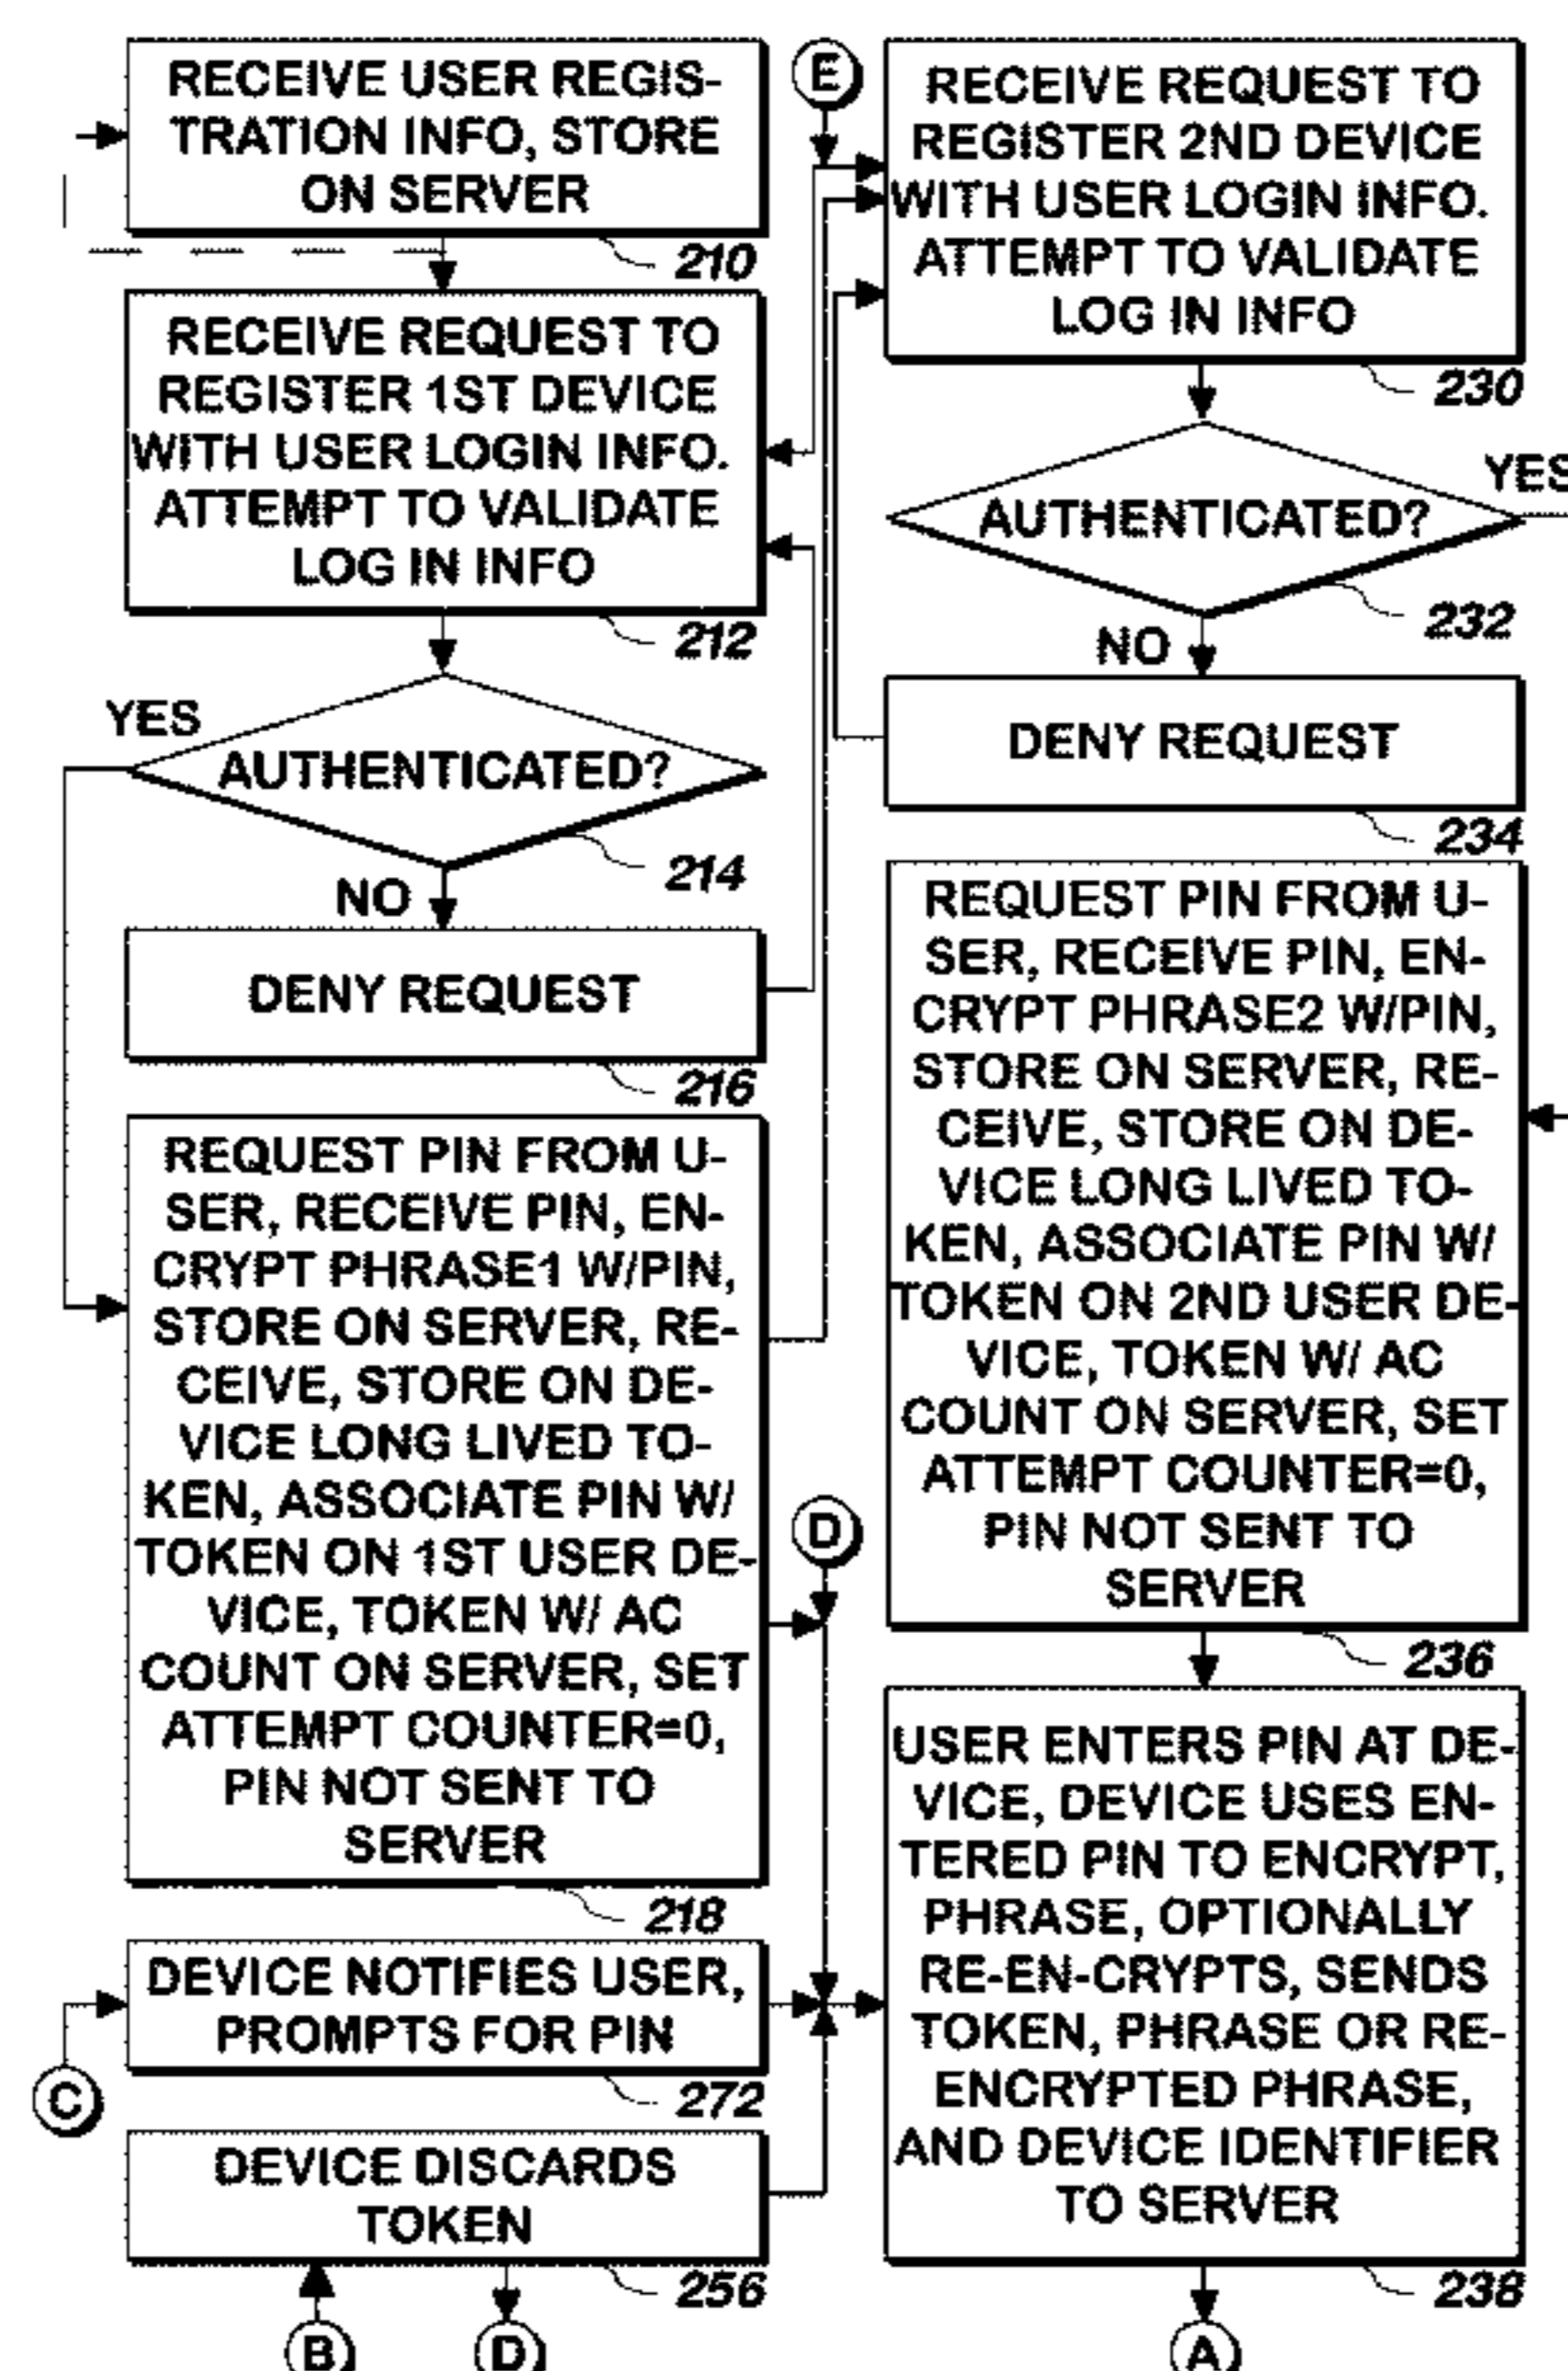 RECEIVE USER REGIS-
TRATION INFO, STORE
ON SERVER
210
RECEIVE REQUEST TO
REGISTER 1ST DEVICE
WITH USER LOGIN INFO.
ATTEMPT TO VALIDATE
LOG IN INFO
212
YES
AUTHENTICATED?
214
NO
DENY REQUEST
216
REQUEST PIN FROM U-
SER, RECEIVE PIN, EN-
CRYPT PHRASE1 W/PIN,
STORE ON SERVER, RE-
CEIVE, STORE ON DE-
VICE LONG LIVED TO-
KEN, ASSOCIATE PIN W/
TOKEN ON 1ST USER DE-
VICE, TOKEN W/ AC
COUNT ON SERVER, SET
ATTEMPT COUNTER=0,
PIN NOT SENT TO
SERVER
218
DEVICE NOTIFIES USER,
PROMPTS FOR PIN
272
C
DEVICE DISCARDS
TOKEN
256
B
D
E
D
RECEIVE REQUEST TO
REGISTER 2ND DEVICE
WITH USER LOGIN INFO.
ATTEMPT TO VALIDATE
LOG IN INFO
230
YES
AUTHENTICATED?
232
NO
DENY REQUEST
234
REQUEST PIN FROM U-
SER, RECEIVE PIN, EN-
CRYPT PHRASE2 W/PIN,
STORE ON SERVER, RE-
CEIVE, STORE ON DE-
VICE LONG LIVED TO-
KEN, ASSOCIATE PIN W/
TOKEN ON 2ND USER DE-
VICE, TOKEN W/ AC
COUNT ON SERVER, SET
ATTEMPT COUNTER=0,
PIN NOT SENT TO
SERVER
236
USER ENTERS PIN AT DE-
VICE, DEVICE USES EN-
TERED PIN TO ENCRYPT,
PHRASE, OPTIONALLY
RE-EN-CRYPTS, SENDS
TOKEN, PHRASE OR RE-
ENCRYPTED PHRASE,
AND DEVICE IDENTIFIER
TO SERVER
238
A